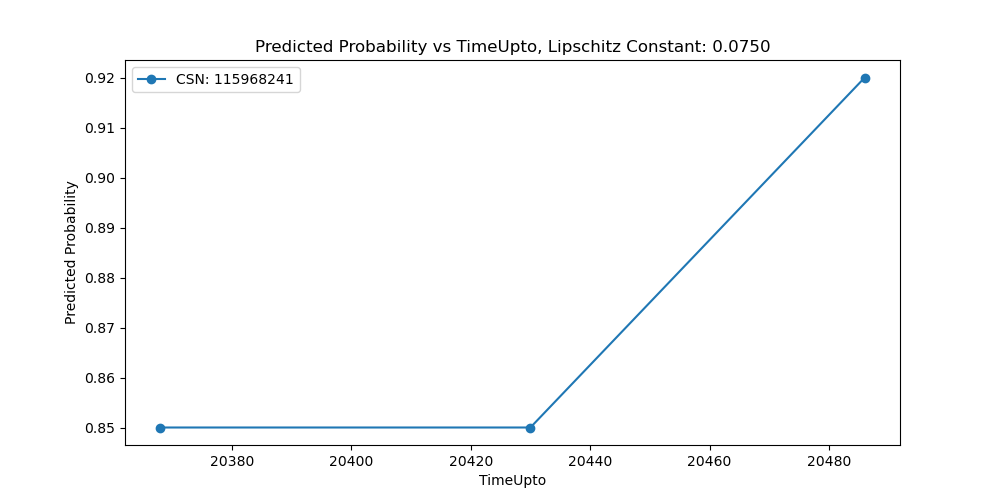 Predicted Probability vs TimeUpto, Lipschitz Constant: 0.0750
CSN: 115968241
Predicted Probability
0.92
0.91
0.90
0.89
0.88
0.87
0.86
0.85
20380 20400 20420 20440 20460 20480
TimeUpto